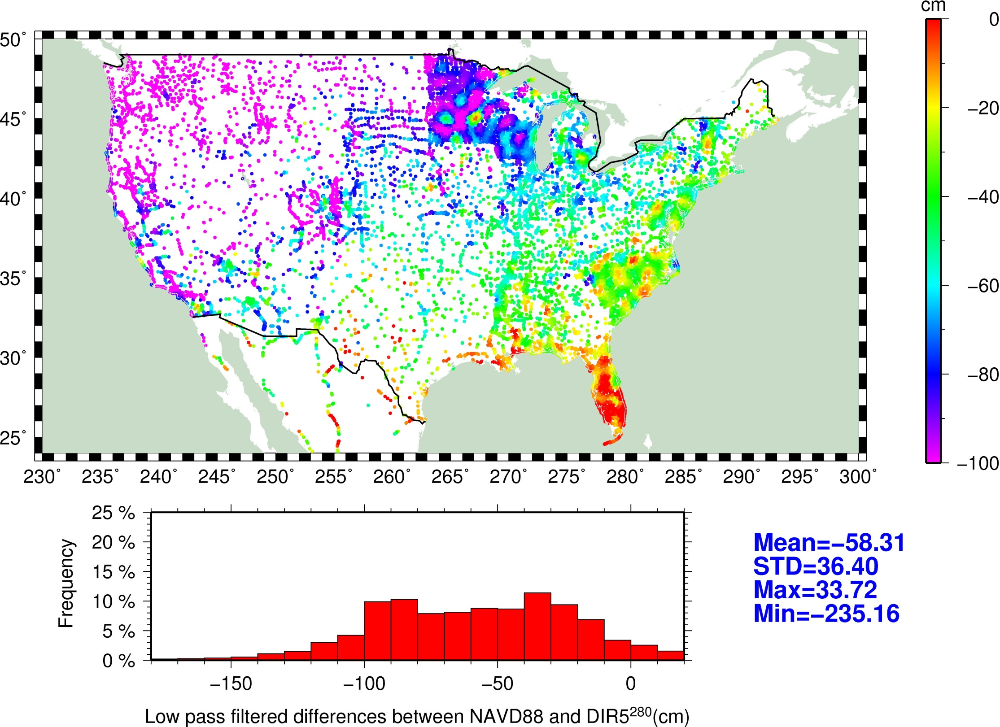 cm
0
−20
−40
−60
−80
−100
50°
45°
40°
35°
30°
25°
230° 235° 240° 245° 250° 255° 260° 265° 270° 275° 280° 285° 290° 295° 300°
25 %
20 %
15 %
10 %
5 %
0 %
Frequency
−150 −100 −50 0
Low pass filtered differences between NAVD88 and DIR5²⁸⁰(cm)
Mean=−58.31
STD=36.40
Max=33.72
Min=−235.16